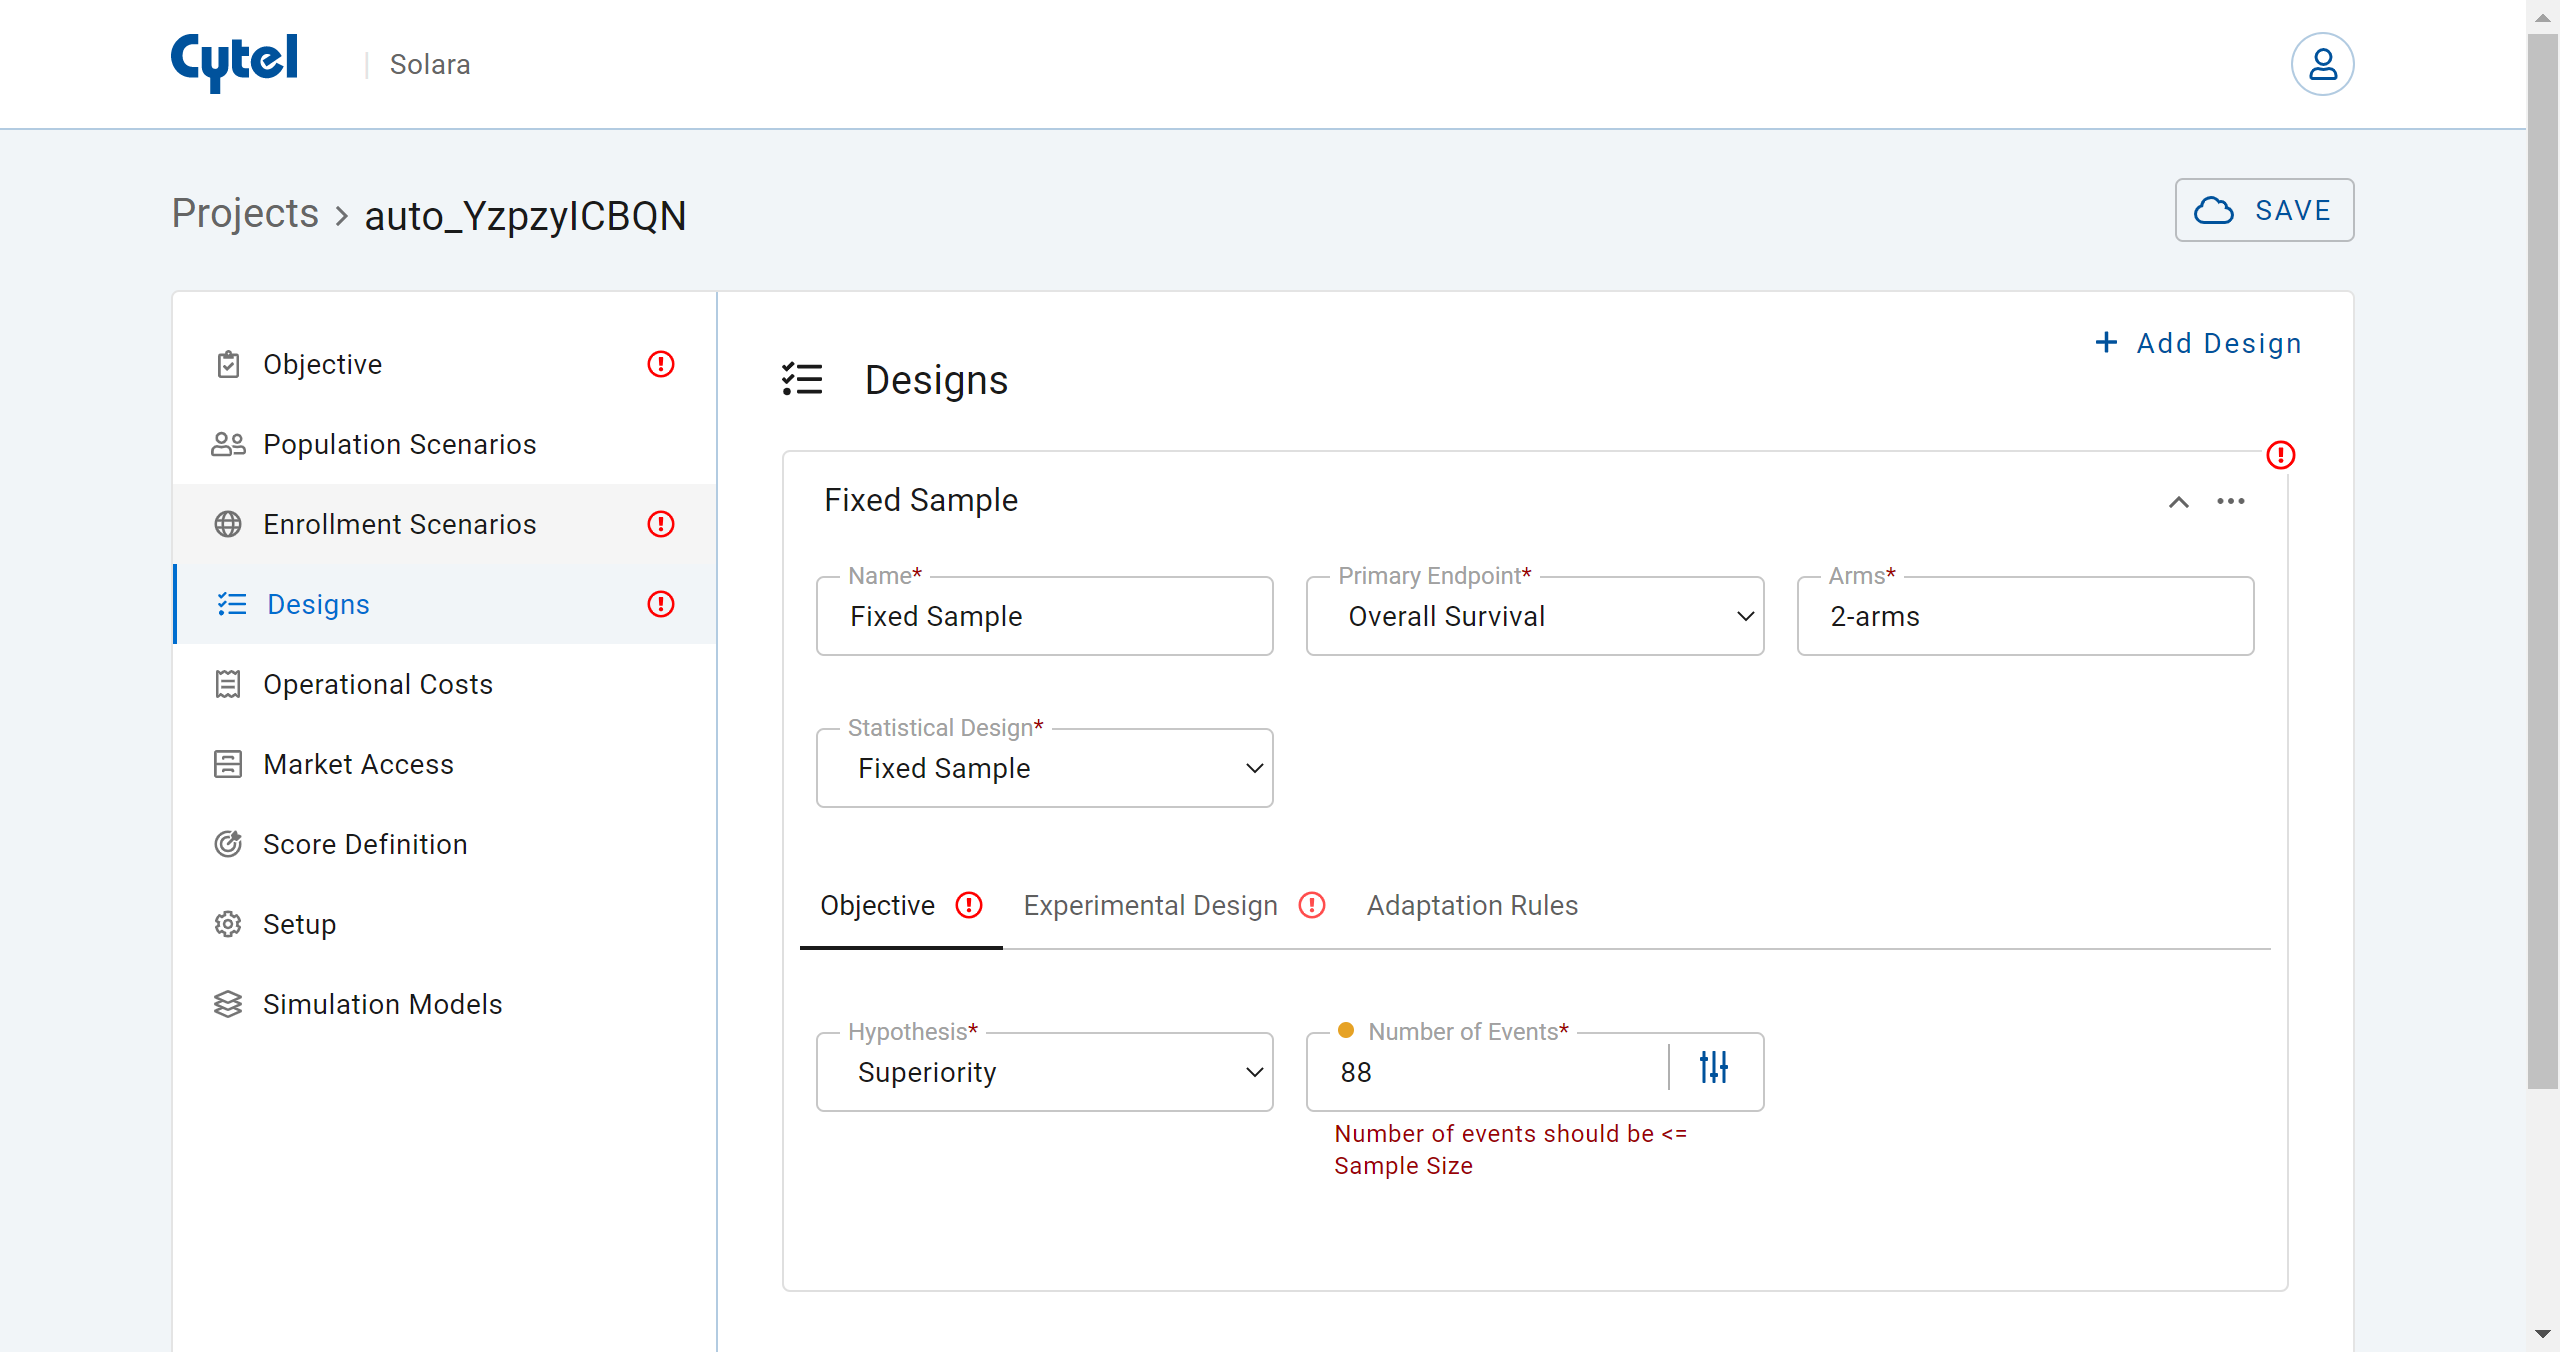 Cytel
Solara
Projects > auto_YzpzyICBQN
SAVE
Objective
Population Scenarios
Enrollment Scenarios
Designs
Operational Costs
Market Access
Score Definition
Setup
Simulation Models
+ Add Design
Designs
Fixed Sample
Name*
Fixed Sample
Primary Endpoint*
Overall Survival
Arms*
2-arms
Statistical Design*
Fixed Sample
Objective
Experimental Design
Adaptation Rules
Hypothesis*
Superiority
Number of Events*
88
Number of events should be <=
Sample Size